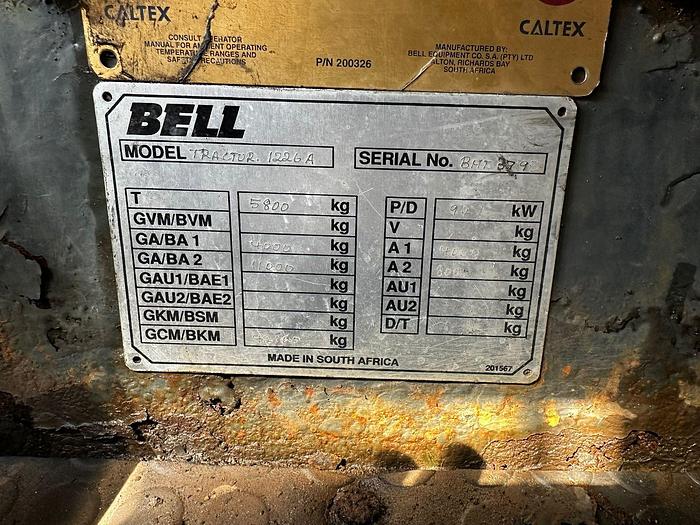 CALTEX
CALTEX
CONSULT OPERATOR
MANUAL FOR AMBIENT OPERATING
TEMPERATURE RANGES AND
SAFETY PRECAUTIONS
P/N 200326
MANUFACTURED BY:
BELL EQUIPMENT CO. S.A. (PTY) LTD
ALTON, RICHARDS BAY
SOUTH AFRICA
BELL
MODEL TRACTOR. 1226A
SERIAL No.
T 5800 kg
GVM/BVM kg
GA/BA 1 4000 kg
GA/BA 2 11000 kg
GAU1/BAE1 kg
GAU2/BAE2 kg
GKM/BSM kg
GCM/BKM kg
P/D kW
V kg
A 1 kg
A 2 kg
AU1 kg
AU2 kg
D/T kg
MADE IN SOUTH AFRICA
201567